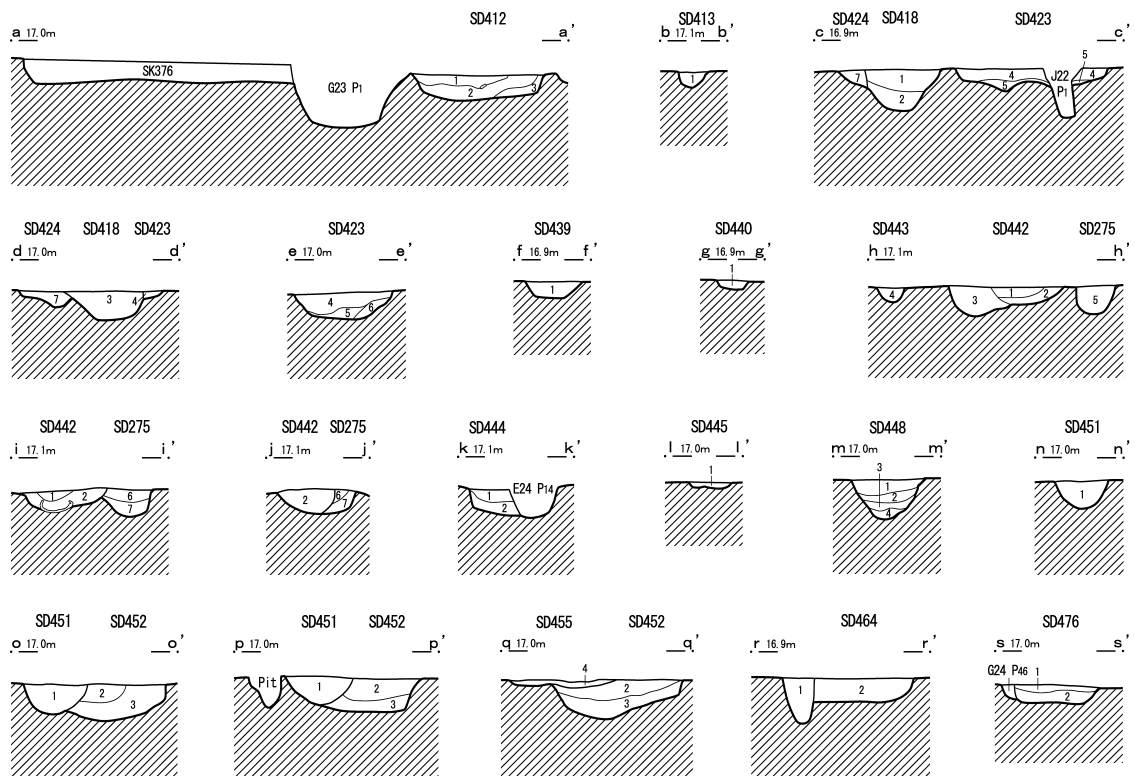 SD412
a 17.0m a'
SK376
G23 P1
1
2
3
SD413
b 17.1m b'
1
SD424 SD418 SD423
c 16.9m c'
7
1
2
4
5
J22
P1
5
4
SD424 SD418 SD423
d 17.0m d'
7 3 4
SD423
e 17.0m e'
4
5
6
SD439
f 16.9m f'
1
SD440
g 16.9m g'
1
SD443 SD442 SD275
h 17.1m h'
4 3 1 2 5
SD442 SD275
i 17.1m i'
1 2 6
7
SD442 SD275
j 17.1m j'
2 6
7
SD444
k 17.1m k'
E24 P14
1
2
SD445
l 17.0m l'
1
SD448
m 17.0m m'
3
1
2
4
SD451
n 17.0m n'
1
SD451 SD452
o 17.0m o'
1 2
3
SD451 SD452
p 17.0m p'
Pit 1 2
3
SD455 SD452
q 17.0m q'
4
2
3
SD464
r 16.9m r'
1 2
SD476
s 17.0m s'
G24 P46 1
2